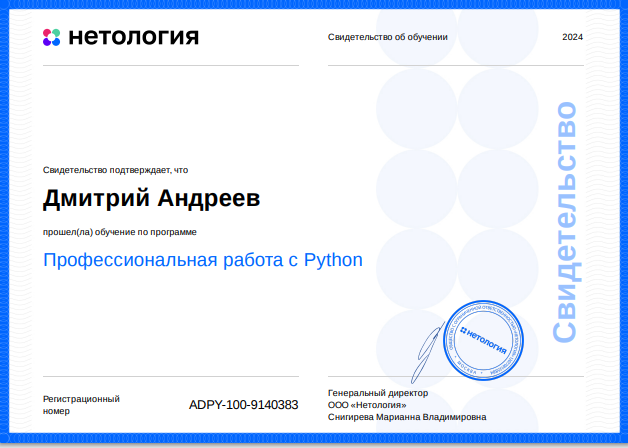 нетология
Свидетельство об обучении
2024
Свидетельство
Свидетельство подтверждает, что
Дмитрий Андреев
прошел(ла) обучение по программе
Профессиональная работа с Python
нетология
Регистрационный
номер
ADPY-100-9140383
Генеральный директор
ООО «Нетология»
Снигирева Марианна Владимировна